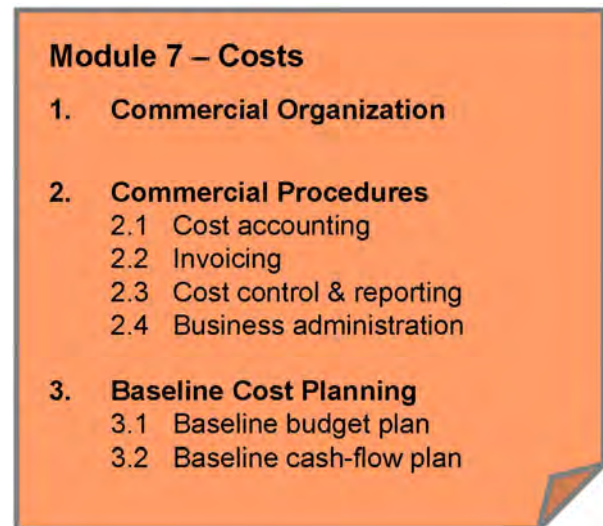 Module 7 – Costs
1. Commercial Organization
2. Commercial Procedures
2.1 Cost accounting
2.2 Invoicing
2.3 Cost control & reporting
2.4 Business administration
3. Baseline Cost Planning
3.1 Baseline budget plan
3.2 Baseline cash-flow plan